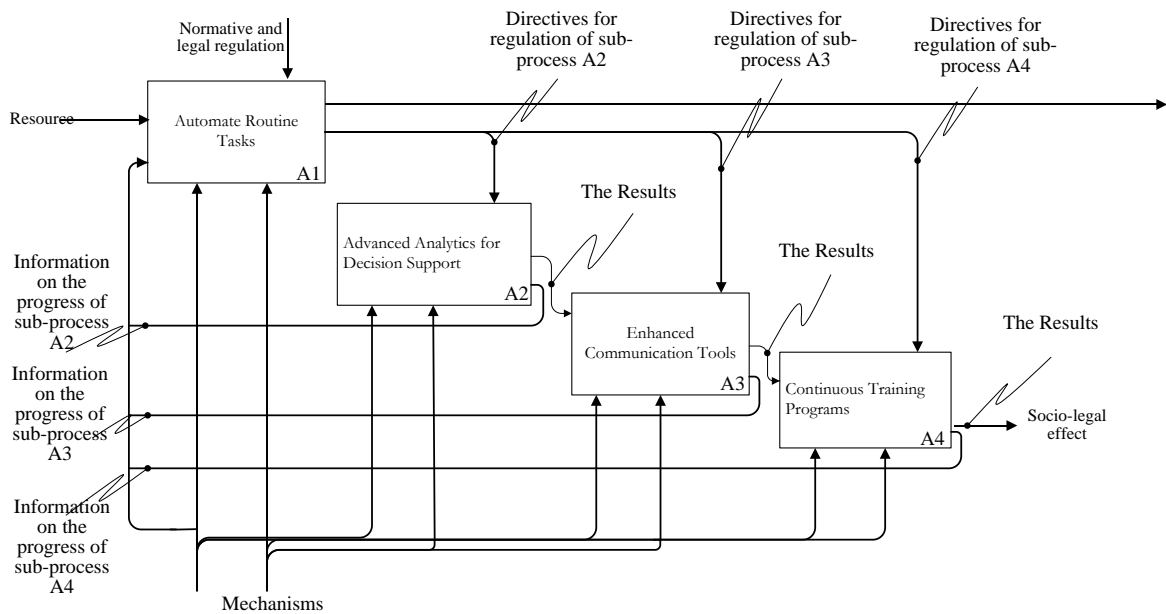 Normative and
legal regulation
Directives for
regulation of sub-
process A2
Directives for
regulation of sub-
process A3
Directives for
regulation of sub-
process A4
Resource
Automate Routine
Tasks
A1
The Results
Advanced Analytics for
Decision Support
A2
The Results
Information
on the
progress of
sub-process
A2
Enhanced
Communication Tools
A3
The Results
Information
on the
progress of
sub-process
A3
Continuous Training
Programs
A4
Socio-legal
effect
Information
on the
progress of
sub-process
A4
Mechanisms